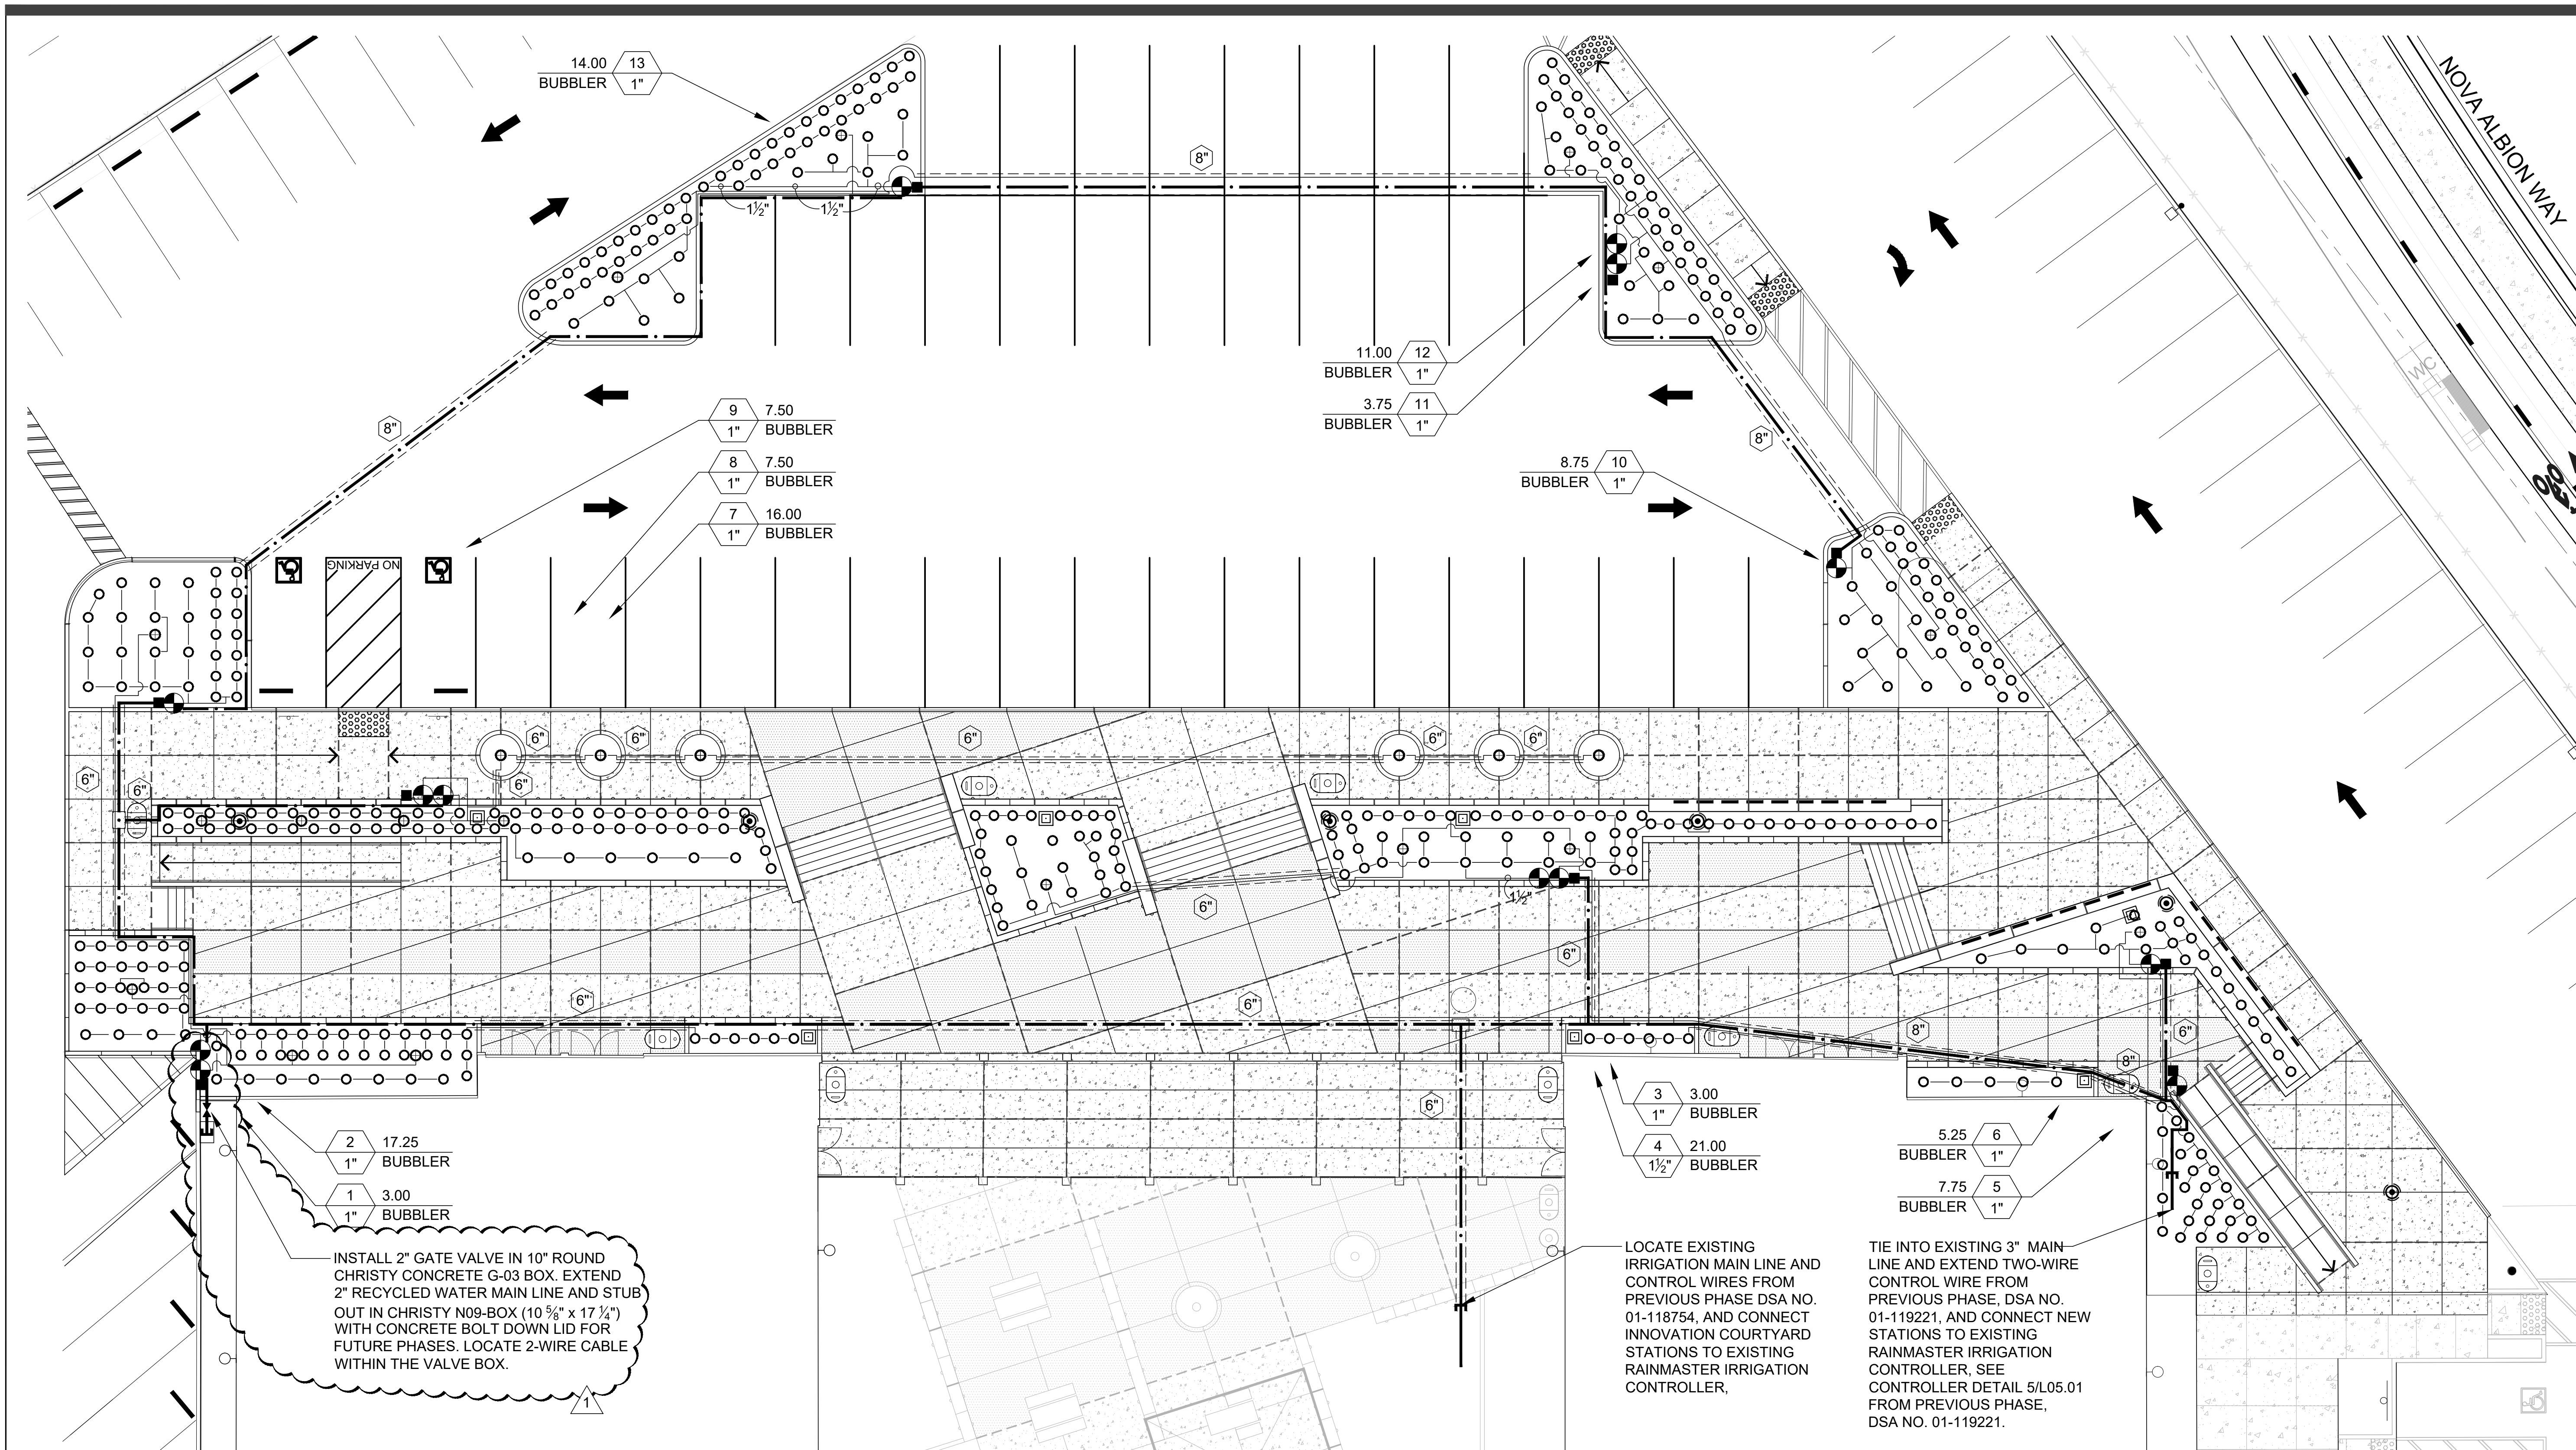 14.00 13
BUBBLER 1"
8"
NOVA ALBION WAY
1½" 1½"
11.00 12
BUBBLER 1"
3.75 11
BUBBLER 1"
WC
9 7.50
1" BUBBLER
8 7.50
1" BUBBLER
7 16.00
1" BUBBLER
8"
8"
8.75 10
BUBBLER 1"
NO PARKING
6" 6" 6" 6" 6"
6" 6" 6"
6"
1½"
6"
6" 6"
8"
6"
8"
6"
3 3.00
1" BUBBLER
4 21.00
1½" BUBBLER
5.25 6
BUBBLER 1"
7.75 5
BUBBLER 1"
2 17.25
1" BUBBLER
1 3.00
1" BUBBLER
INSTALL 2" GATE VALVE IN 10" ROUND
CHRISTY CONCRETE G-03 BOX. EXTEND
2" RECYCLED WATER MAIN LINE AND STUB
OUT IN CHRISTY N09-BOX (10 ⅝" x 17 ¼")
WITH CONCRETE BOLT DOWN LID FOR
FUTURE PHASES. LOCATE 2-WIRE CABLE
WITHIN THE VALVE BOX.
1
LOCATE EXISTING
IRRIGATION MAIN LINE AND
CONTROL WIRES FROM
PREVIOUS PHASE DSA NO.
01-118754, AND CONNECT
INNOVATION COURTYARD
STATIONS TO EXISTING
RAINMASTER IRRIGATION
CONTROLLER,
TIE INTO EXISTING 3" MAIN
LINE AND EXTEND TWO-WIRE
CONTROL WIRE FROM
PREVIOUS PHASE, DSA NO.
01-119221, AND CONNECT NEW
STATIONS TO EXISTING
RAINMASTER IRRIGATION
CONTROLLER, SEE
CONTROLLER DETAIL 5/L05.01
FROM PREVIOUS PHASE,
DSA NO. 01-119221.